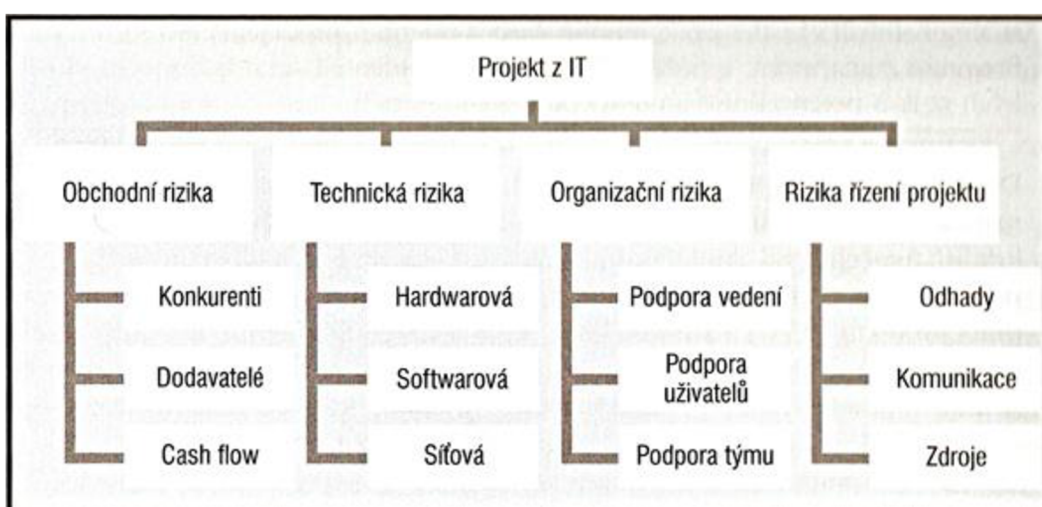 Projekt z IT
Obchodní rizika
Technická rizika
Organizační rizika
Rizika řízení projektu
Konkurenti
Hardwarová
Podpora vedení
Odhady
Dodavatelé
Softwarová
Podpora
uživatelů
Komunikace
Cash flow
Síťová
Podpora týmu
Zdroje